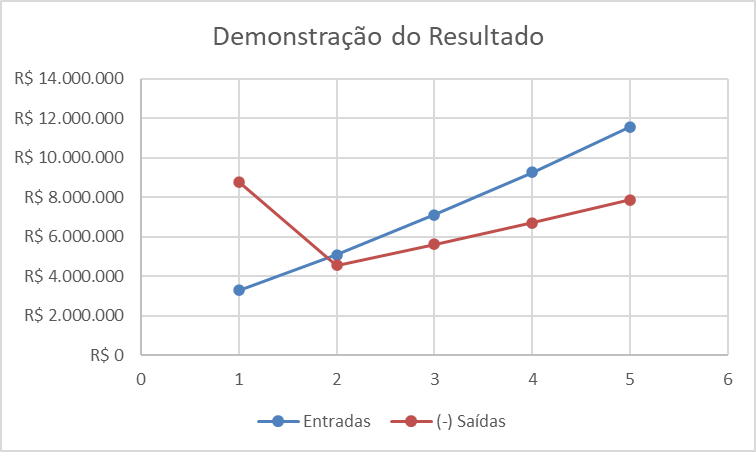 Demonstração do Resultado
R$ 14.000.000
R$ 12.000.000
R$ 10.000.000
R$ 8.000.000
R$ 6.000.000
R$ 4.000.000
R$ 2.000.000
R$ 0
0 1 2 3 4 5 6
Entradas (-) Saídas